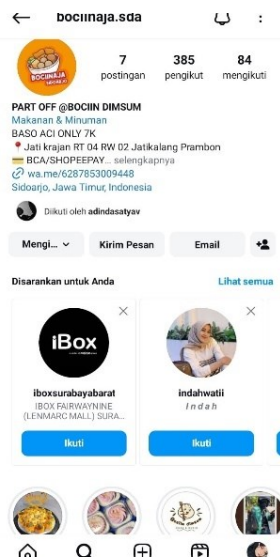 bociinaja.sda
BOCIINAJA
7
385
84
postingan
pengikut
mengikuti
PART OFF @BOCIIN DIMSUM
Makanan & Minuman
BASO ACI ONLY 7K
📍Jati krajan RT 04 RW 02 Jatikalang Prambon
💳 BCA/SHOPEEPAY... selengkapnya
wa.me/6287853009448
Sidoarjo, Jawa Timur, Indonesia
Diikuti oleh adindasatyav
Mengi...
Kirim Pesan
Email
Disarankan untuk Anda
Lihat semua
iBox
iboxsurabayabarat
IBOX FAIRWAYNINE
(LENMARC MALL) SURA...
Ikuti
indahwatii
Indah
Ikuti
Bociin dimsum